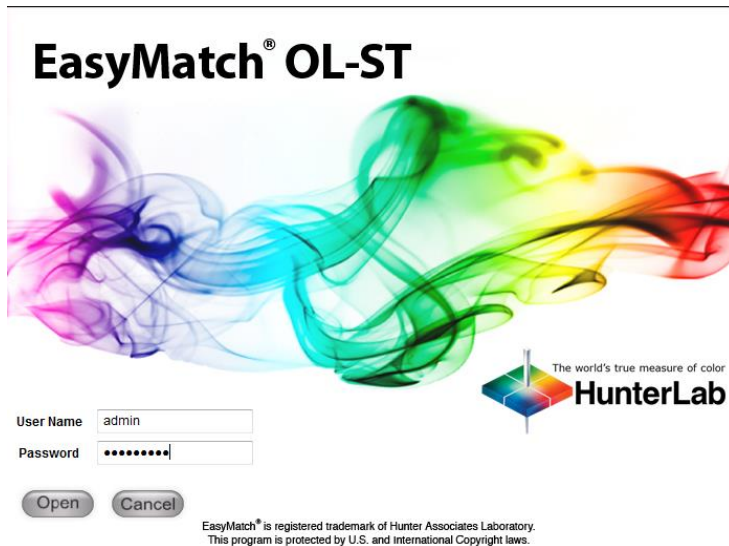 EasyMatch® OL-ST
The world's true measure of color
HunterLab
User Name admin
Password •••••••••
Open Cancel
EasyMatch® is registered trademark of Hunter Associates Laboratory.
This program is protected by U.S. and International Copyright laws.